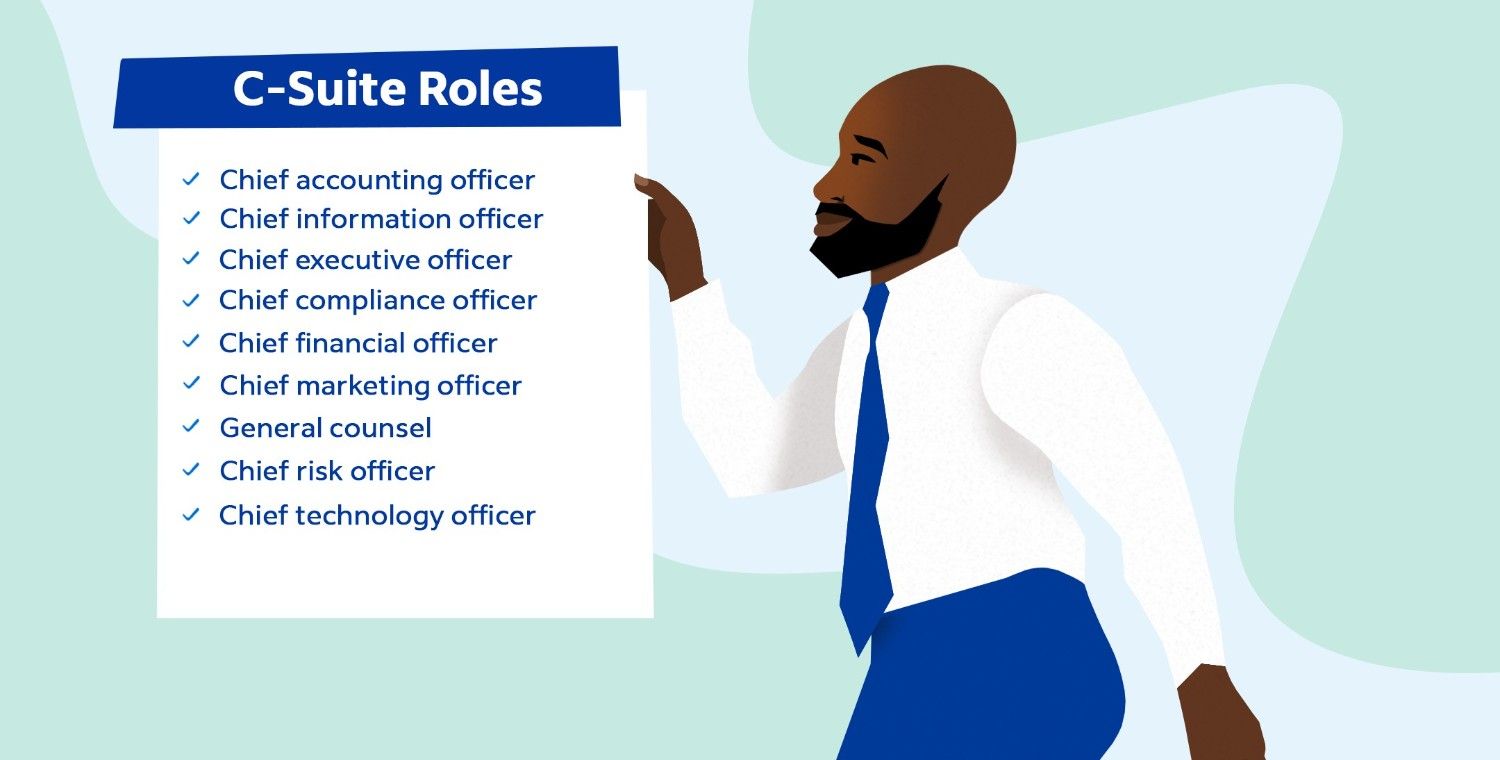 C-Suite Roles
Chief accounting officer
Chief information officer
Chief executive officer
Chief compliance officer
Chief financial officer
Chief marketing officer
General counsel
Chief risk officer
Chief technology officer